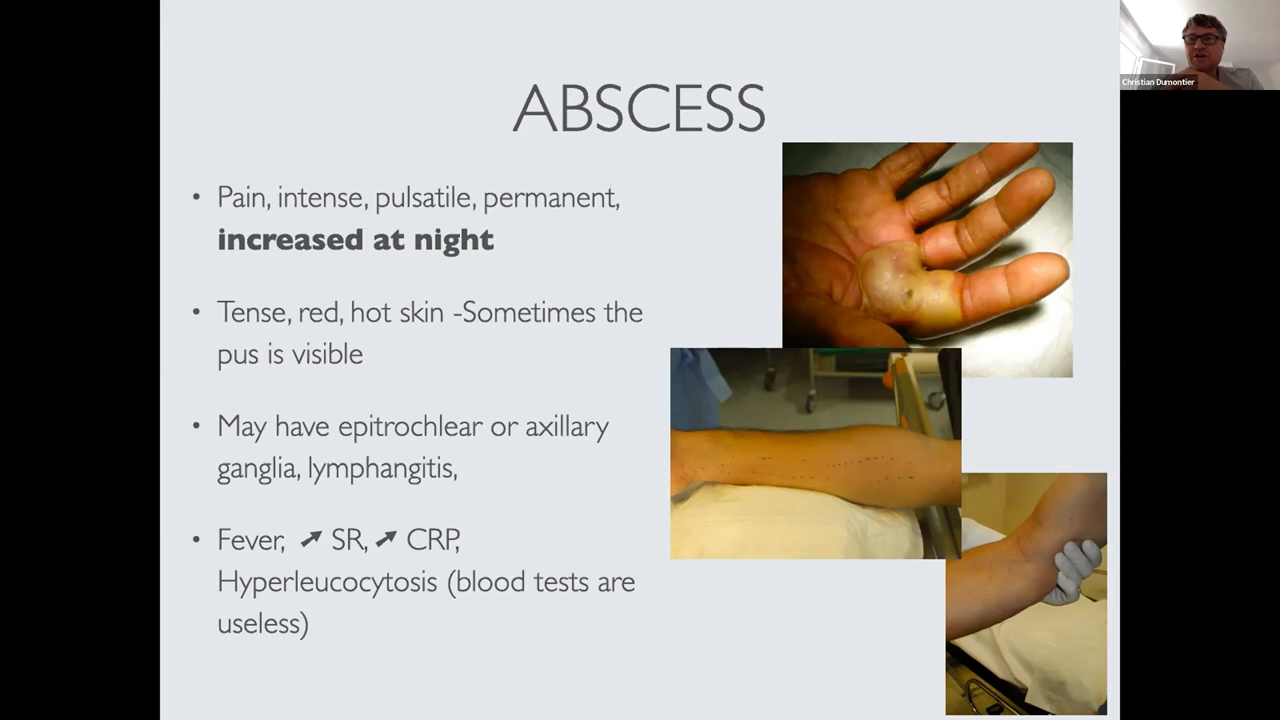 Christian Dumontier
ABSCESS
• Pain, intense, pulsatile, permanent,
increased at night
• Tense, red, hot skin -Sometimes the
pus is visible
• May have epitrochlear or axillary
ganglia, lymphangitis,
• Fever, ➚ SR, ➚ CRP,
Hyperleucocytosis (blood tests are
useless)